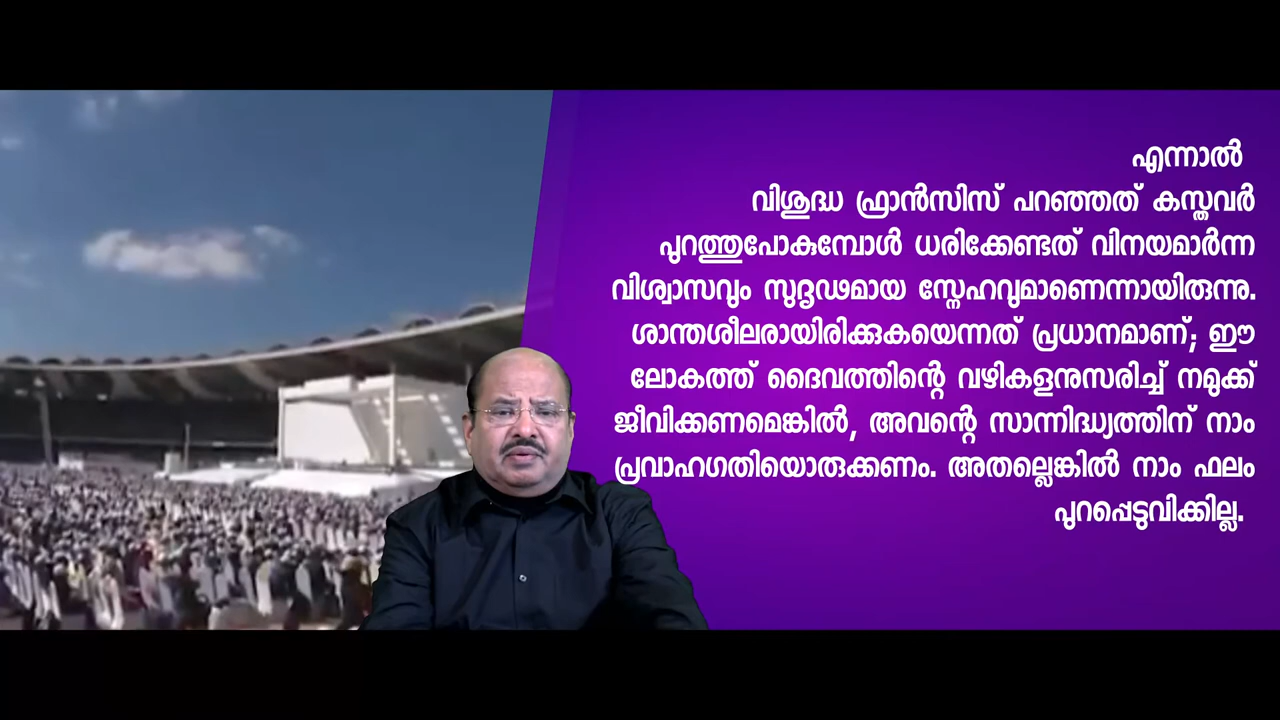 എന്നാൽ
വിശുദ്ധ ഫ്രാൻസിസ് പറഞ്ഞത് കസ്തവർ
പുറത്തുപോകുമ്പോൾ ധരിക്കേണ്ടത് വിനയമാർന്ന
വിശ്വാസവും സുദൃഢമായ സ്നേഹവുമാണെന്നായിരുന്നു.
ശാന്തശീലരായിരിക്കുകയെന്നത് പ്രധാനമാണ്; ഈ
ലോകത്ത് ദൈവത്തിന്റെ വഴികളനുസരിച്ച് നമുക്ക്
ജീവിക്കണമെങ്കിൽ, അവന്റെ സാന്നിദ്ധ്യത്തിന് നാം
പ്രവാഹഗതിയൊരുക്കണം. അതല്ലെങ്കിൽ നാം ഫലം
പുറപ്പെടുവിക്കില്ല.